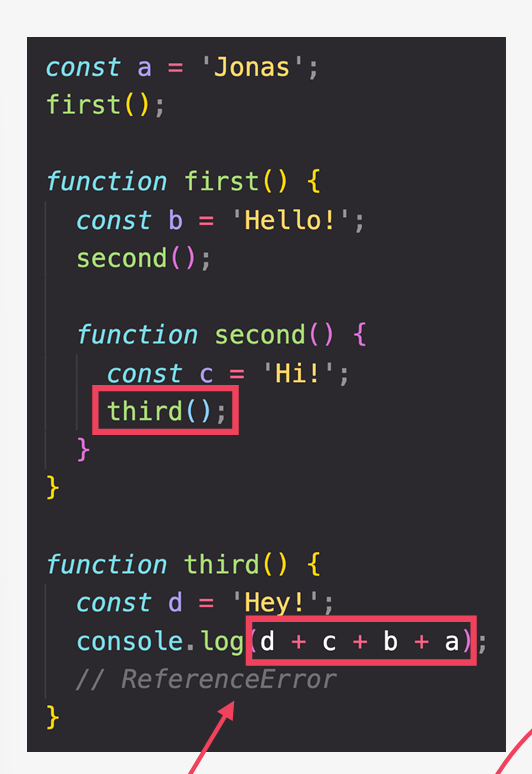 const a = 'Jonas';
first();
function first() {
const b = 'Hello!';
second();
function second() {
const c = 'Hi!';
third();
}
}
function third() {
const d = 'Hey!';
console.log(d + c + b + a);
// ReferenceError
}